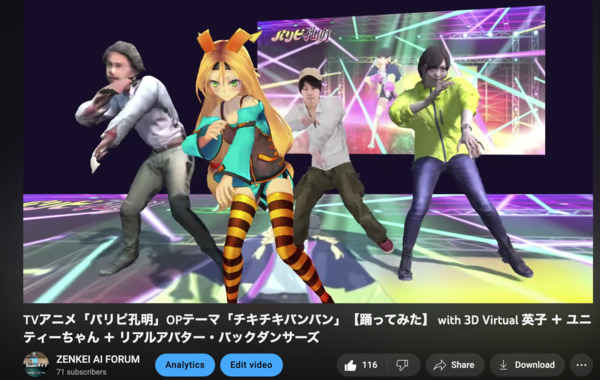 パリピ孔明
TVアニメ「パリピ孔明」OPテーマ「チキチキバンバン」【踊ってみた】 with 3D Virtual 英子 ＋ ユニ
ティーちゃん ＋ リアルアバター・バックダンサーズ
ZENKEI AI FORUM
71 subscribers
Analytics
Edit video
116
Share
Download